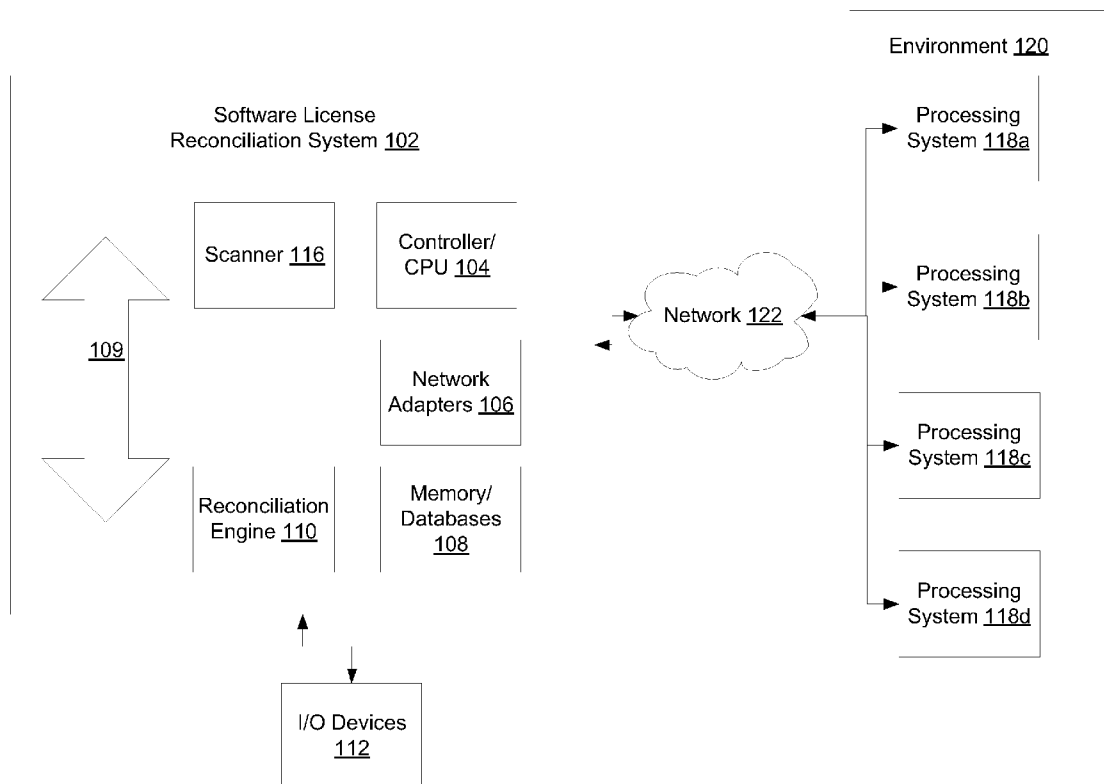 Environment 120
Software License
Reconciliation System 102
Scanner 116
Controller/
CPU 104
109
Network
Adapters 106
Reconciliation
Engine 110
Memory/
Databases
108
I/O Devices
112
Network 122
Processing
System 118a
Processing
System 118b
Processing
System 118c
Processing
System 118d